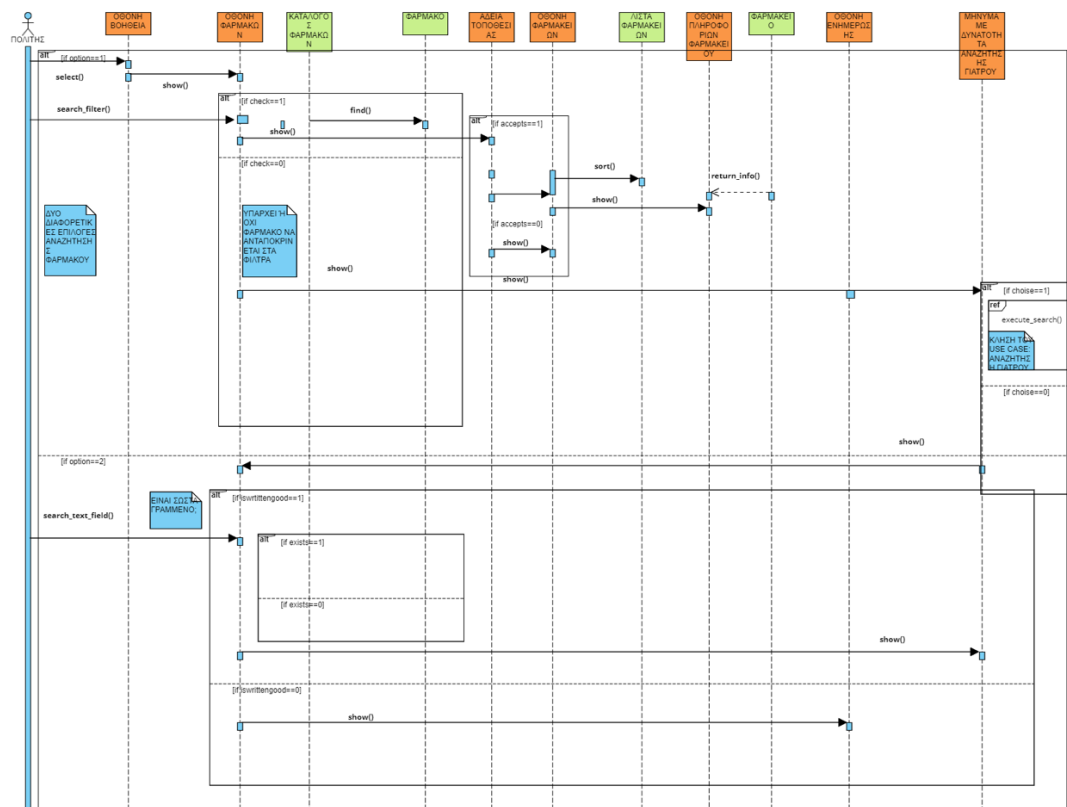 ΠΟΛΙΤΗΣ
ΟΘΟΝΗ
ΒΟΗΘΕΙΑ
ΟΘΟΝΗ
ΦΑΡΜΑΚΩ
Ν
ΚΑΤΑΛΟΓΟ
Σ
ΦΑΡΜΑΚΩ
Ν
ΦΑΡΜΑΚΟ
ΑΔΕΙΑ
ΤΟΠΟΘΕΣΙ
ΑΣ
ΟΘΟΝΗ
ΦΑΡΜΑΚΕΙ
ΩΝ
ΛΙΣΤΑ
ΦΑΡΜΑΚΕΙ
ΩΝ
ΟΘΟΝΗ
ΠΛΗΡΟΦΟ
ΡΙΩΝ
ΦΑΡΜΑΚΕΙ
ΟΥ
ΦΑΡΜΑΚΕΙ
Ο
ΟΘΟΝΗ
ΕΝΗΜΕΡΩ
ΣΗΣ
ΜΗΝΥΜΑ
ΜΕ
ΔΥΝΑΤΟΤΗ
ΤΑ
ΑΝΑΖΗΤΗ
ΣΗΣ
ΓΙΑΤΡΟΥ
alt
[if option==1]
select()
show()
search_filter()
alt
[if check==1]
find()
show()
[if check==0]
alt
[if accepts==1]
sort()
return_info()
show()
[if accepts==0]
show()
ΔΥΟ
ΔΙΑΦΟΡΕΤΙΚ
ΕΣ ΕΠΙΛΟΓΕΣ
ΑΝΑΖΗΤΗΣΗ
Σ
ΦΑΡΜΑΚΟΥ
ΥΠΑΡΧΕΙ Ή
ΟΧΙ
ΦΑΡΜΑΚΟ ΝΑ
ΑΝΤΑΠΟΚΡΙΝ
ΕΤΑΙ ΣΤΑ
ΦΙΛΤΡΑ
show()
show()
alt
[if choise==1]
ref
execute_search()
ΚΛΗΣΗ ΤΟΥ
USE CASE:
ΑΝΑΖΗΤΗΣ
Η ΓΙΑΤΡΟΥ
[if choise==0]
show()
[if option==2]
alt
[if iswrtittengood==1]
ΕΙΝΑΙ ΣΩΣΤΑ
ΓΡΑΜΜΕΝΟ;
search_text_field()
alt
[if exists==1]
[if exists==0]
show()
[if iswrittengood==0]
show()